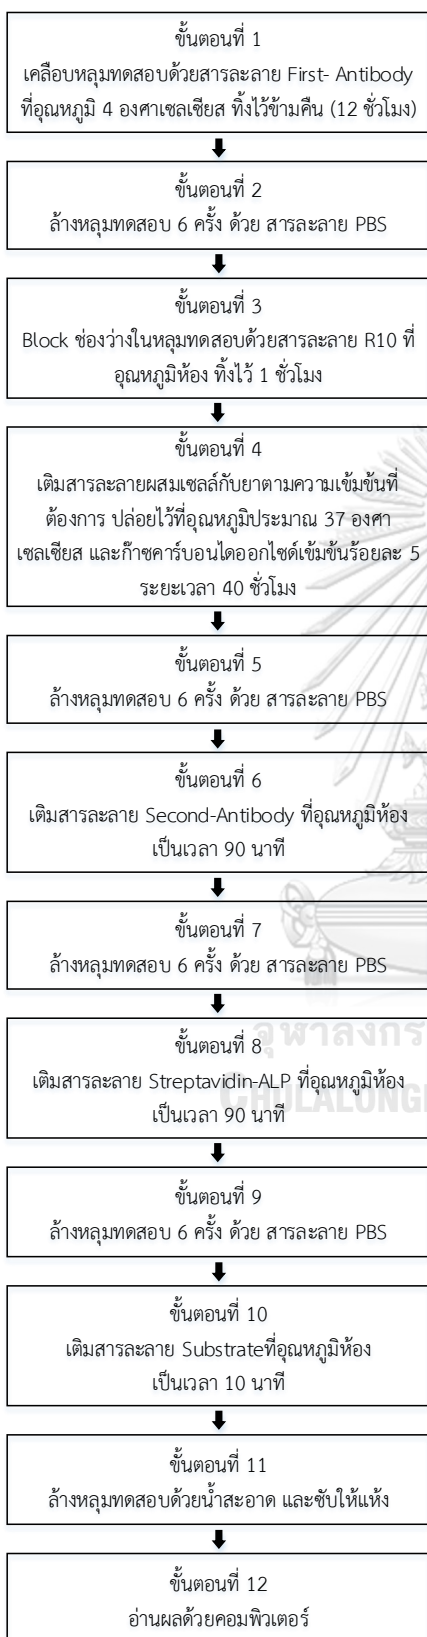 ขั้นตอนที่ 1
เคลือบหลุมทดสอบด้วยสารละลาย First- Antibody
ที่อุณหภูมิ 4 องศาเซลเซียส ทิ้งไว้ข้ามคืน (12 ชั่วโมง)
ขั้นตอนที่ 2
ล้างหลุมทดสอบ 6 ครั้ง ด้วย สารละลาย PBS
ขั้นตอนที่ 3
Block ช่องว่างในหลุมทดสอบด้วยสารละลาย R10 ที่
อุณหภูมิห้อง ทิ้งไว้ 1 ชั่วโมง
ขั้นตอนที่ 4
เติมสารละลายผสมเซลล์กับยาตามความเข้มข้นที่
ต้องการ ปล่อยไว้ที่อุณหภูมิประมาณ 37 องศา
เซลเซียส และก๊าซคาร์บอนไดออกไซด์เข้มข้นร้อยละ 5
ระยะเวลา 40 ชั่วโมง
ขั้นตอนที่ 5
ล้างหลุมทดสอบ 6 ครั้ง ด้วย สารละลาย PBS
ขั้นตอนที่ 6
เติมสารละลาย Second-Antibody ที่อุณหภูมิห้อง
เป็นเวลา 90 นาที
ขั้นตอนที่ 7
ล้างหลุมทดสอบ 6 ครั้ง ด้วย สารละลาย PBS
จุฬาลงกร
ขั้นตอนที่ 8
เติมสารละลาย Streptavidin-ALP ที่อุณหภูมิห้อง
เป็นเวลา 90 นาที
CHULALONG
ขั้นตอนที่ 9
ล้างหลุมทดสอบ 6 ครั้ง ด้วย สารละลาย PBS
ขั้นตอนที่ 10
เติมสารละลาย Substrateที่อุณหภูมิห้อง
เป็นเวลา 10 นาที
ขั้นตอนที่ 11
ล้างหลุมทดสอบด้วยน้ำสะอาด และซับให้แห้ง
ขั้นตอนที่ 12
อ่านผลด้วยคอมพิวเตอร์